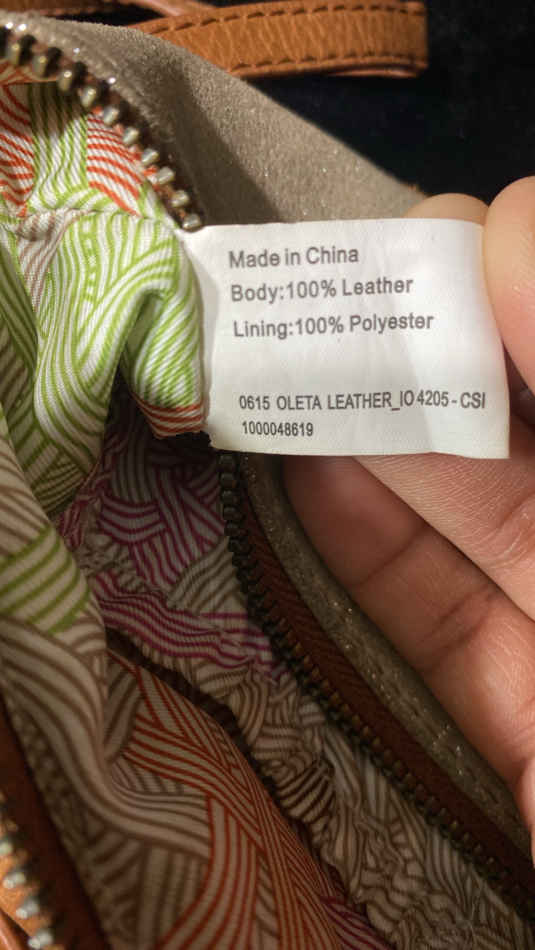 Made in China
Body:100% Leather
Lining:100% Polyester
0615 OLETA LEATHER_IO 4205 - CSI
1000048619